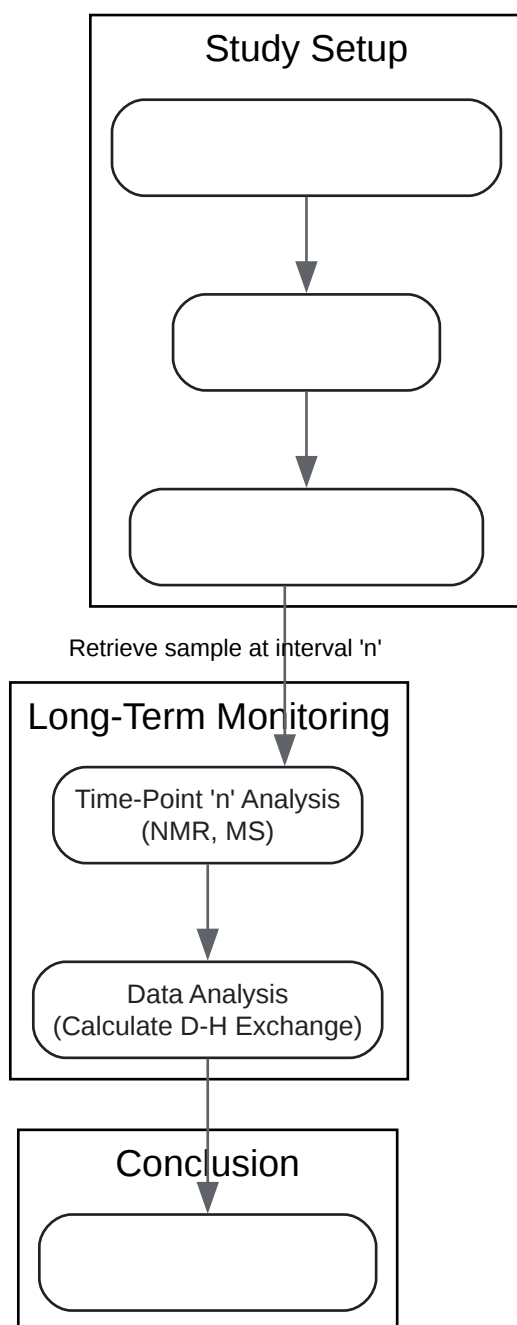 Study Setup
Retrieve sample at interval 'n'
Long-Term Monitoring
Time-Point 'n' Analysis
(NMR, MS)
Data Analysis
(Calculate D-H Exchange)
Conclusion